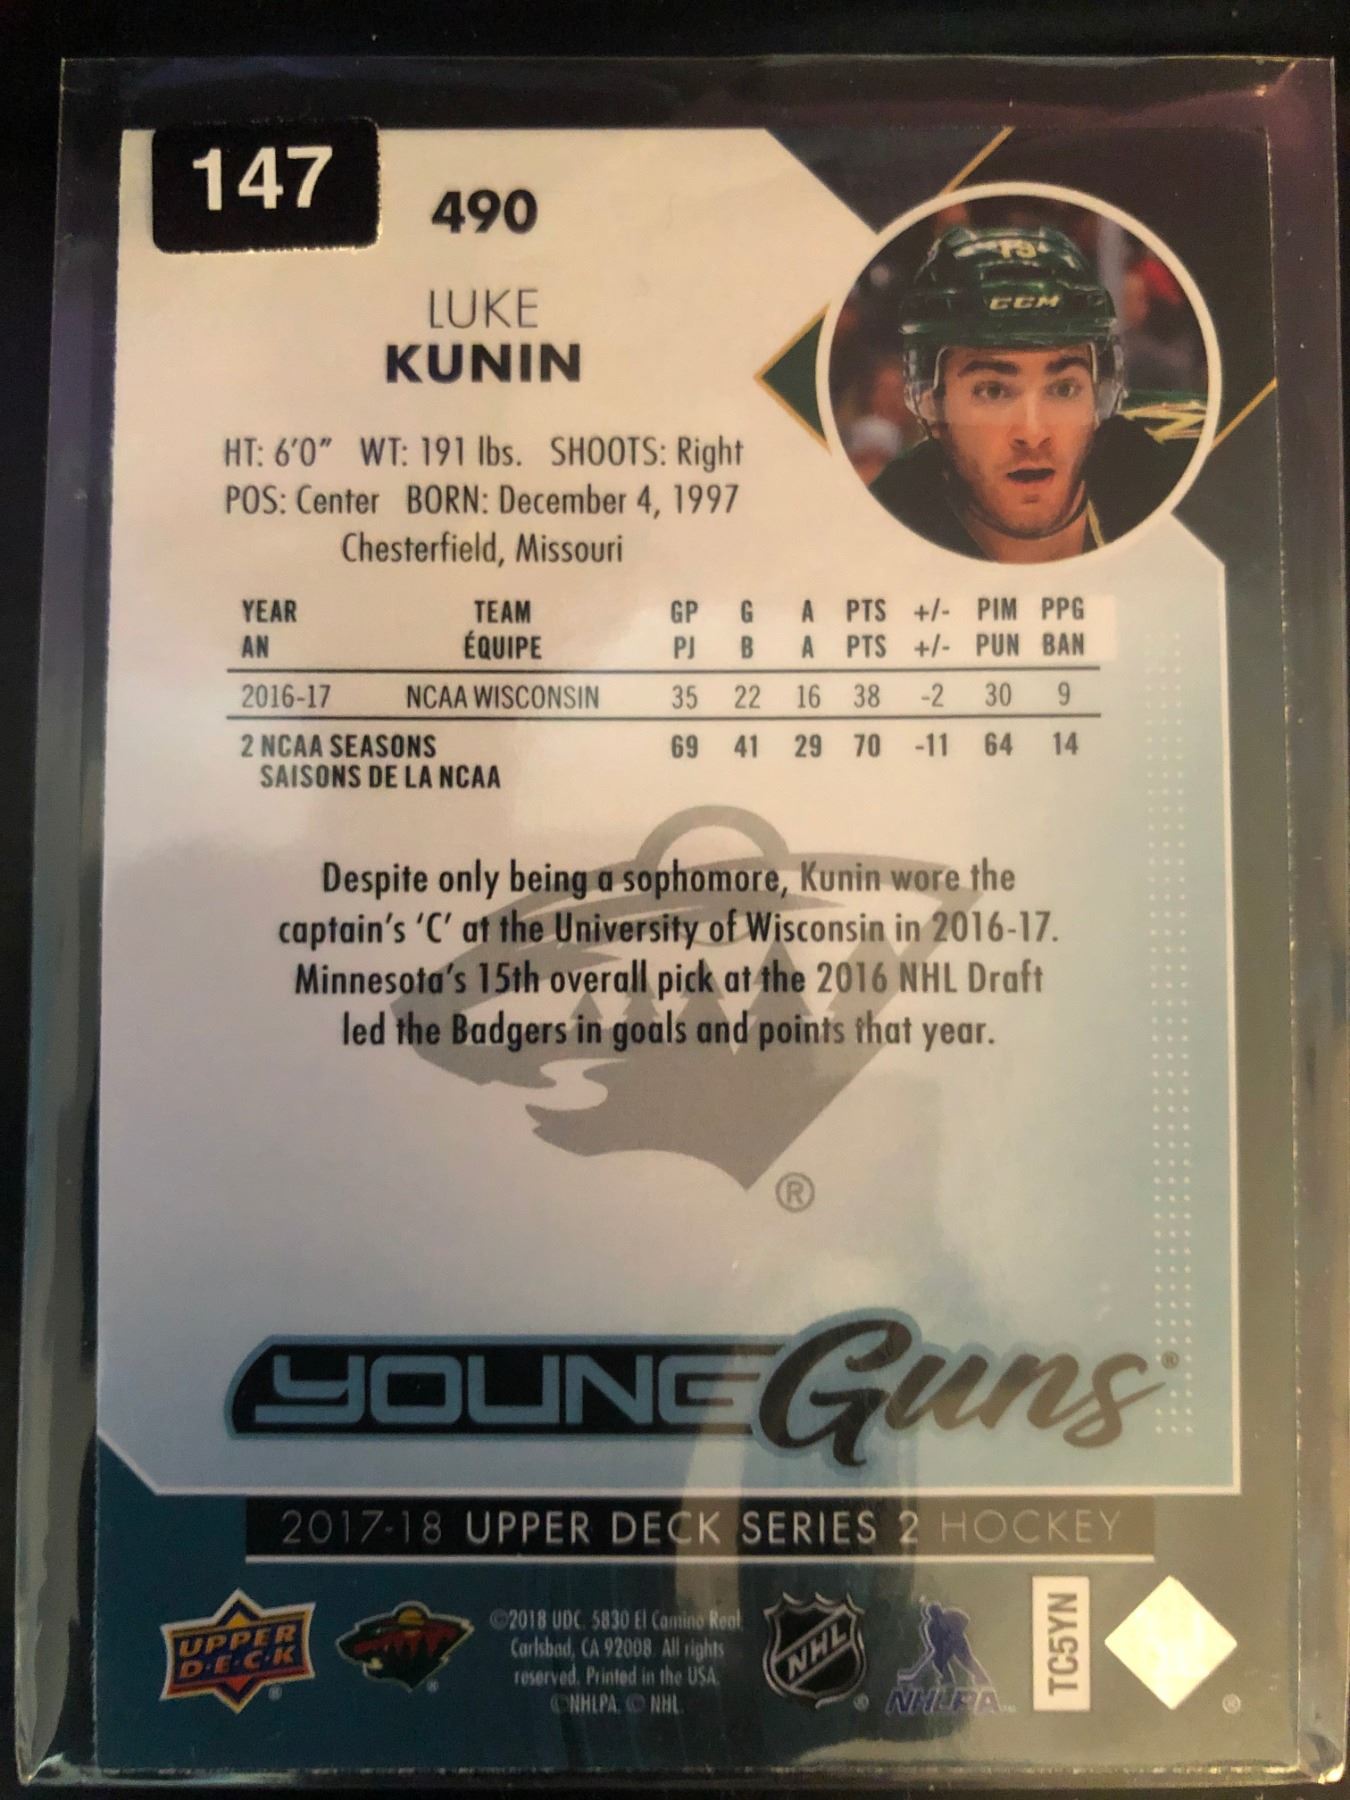 147
490
LUKE
KUNIN
19
CCM
HT: 6'0" WT: 191 lbs. SHOOTS: Right
POS: Center BORN: December 4, 1997
Chesterfield, Missouri
YEAR TEAM GP G A PTS +/- PIM PPG
AN ÉQUIPE PJ B A PTS +/- PUN BAN
2016-17 NCAA WISCONSIN 35 22 16 38 -2 30 9
2 NCAA SEASONS 69 41 29 70 -11 64 14
SAISONS DE LA NCAA
Despite only being a sophomore, Kunin wore the
captain's 'C' at the University of Wisconsin in 2016-17.
Minnesota's 15th overall pick at the 2016 NHL Draft
led the Badgers in goals and points that year.
®
YOUNG Guns®
2017-18 UPPER DECK SERIES 2 HOCKEY
UPPER
D·E·C·K
®
®
©2018 UDC. 5830 El Camino Real
Carlsbad, CA 92008. All rights
reserved. Printed in the USA.
©NHLPA. © NHL.
NHL
®
NHLPA™
TC5YN
®